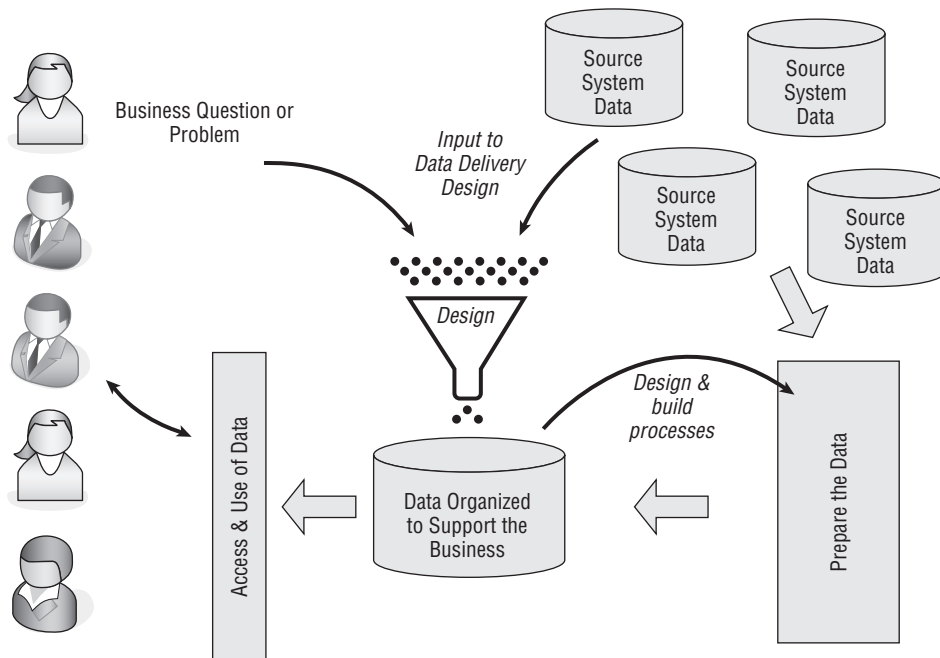 Business Question or
Problem
Input to
Data Delivery
Design
Source
System
Data
Source
System
Data
Source
System
Data
Source
System
Data
Design
Design &
build
processes
Access & Use of Data
Data Organized
to Support the
Business
Prepare the Data